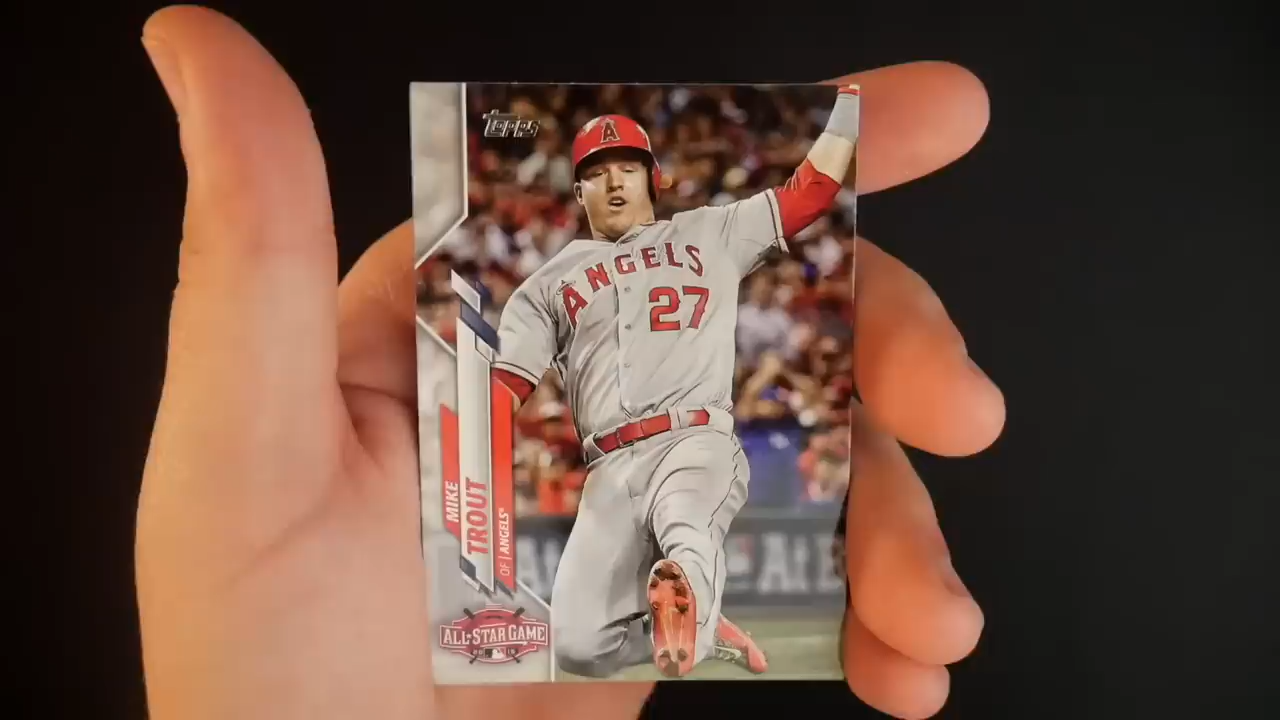 Topps
A
ANGELS
27
MIKE
TROUT
OF | ANGELS®
ALL-STAR GAME